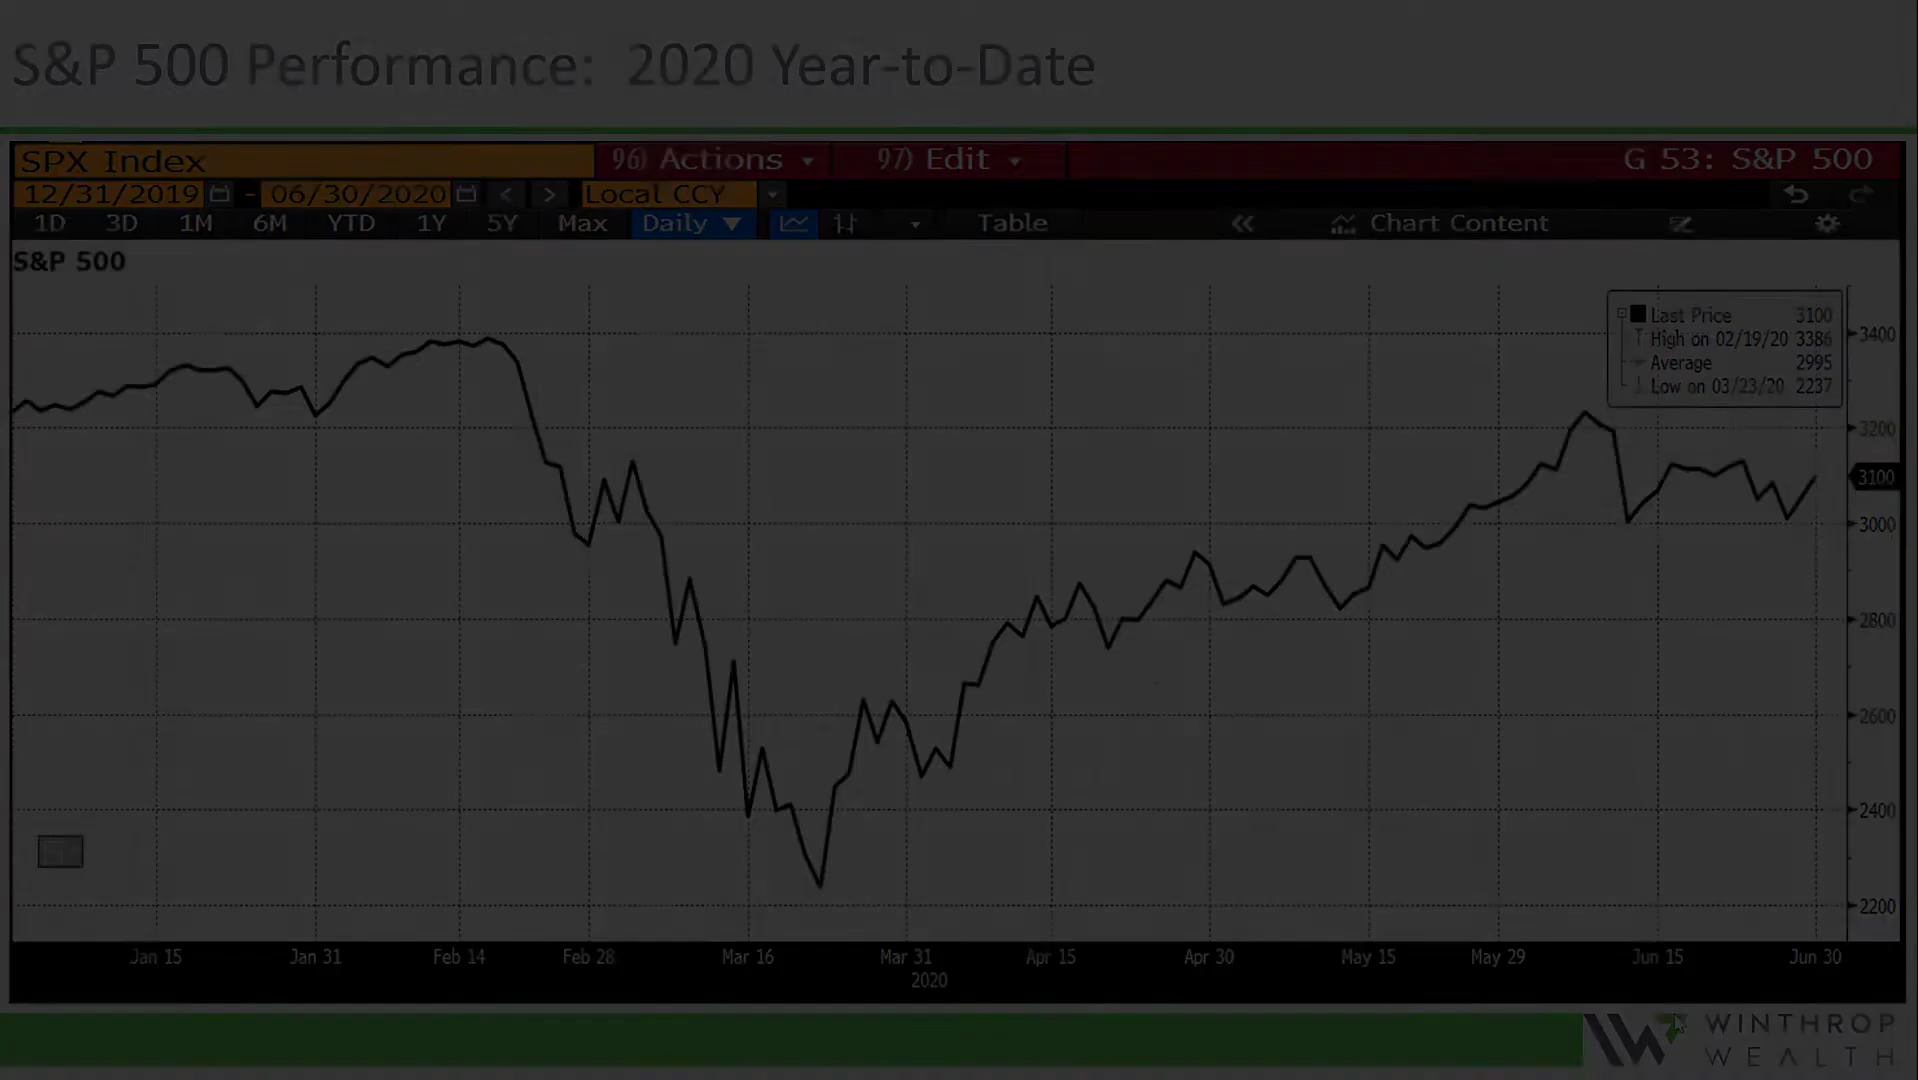 S&P 500 Performance: 2020 Year-to-Date
SPX Index 96) Actions 97) Edit G 53: S&P 500
12/31/2019 - 06/30/2020 < > Local CCY
1D 3D 1M 6M YTD 1Y 5Y Max Daily Table « Chart Content
S&P 500
Last Price 3100
High on 02/19/20 3386
Average 2995
Low on 03/23/20 2237
3400
3200
3100
3000
2800
2600
2400
2200
Jan 15 Jan 31 Feb 14 Feb 28 Mar 16 Mar 31 Apr 15 Apr 30 May 15 May 29 Jun 15 Jun 30
2020
WINTHROP
WEALTH